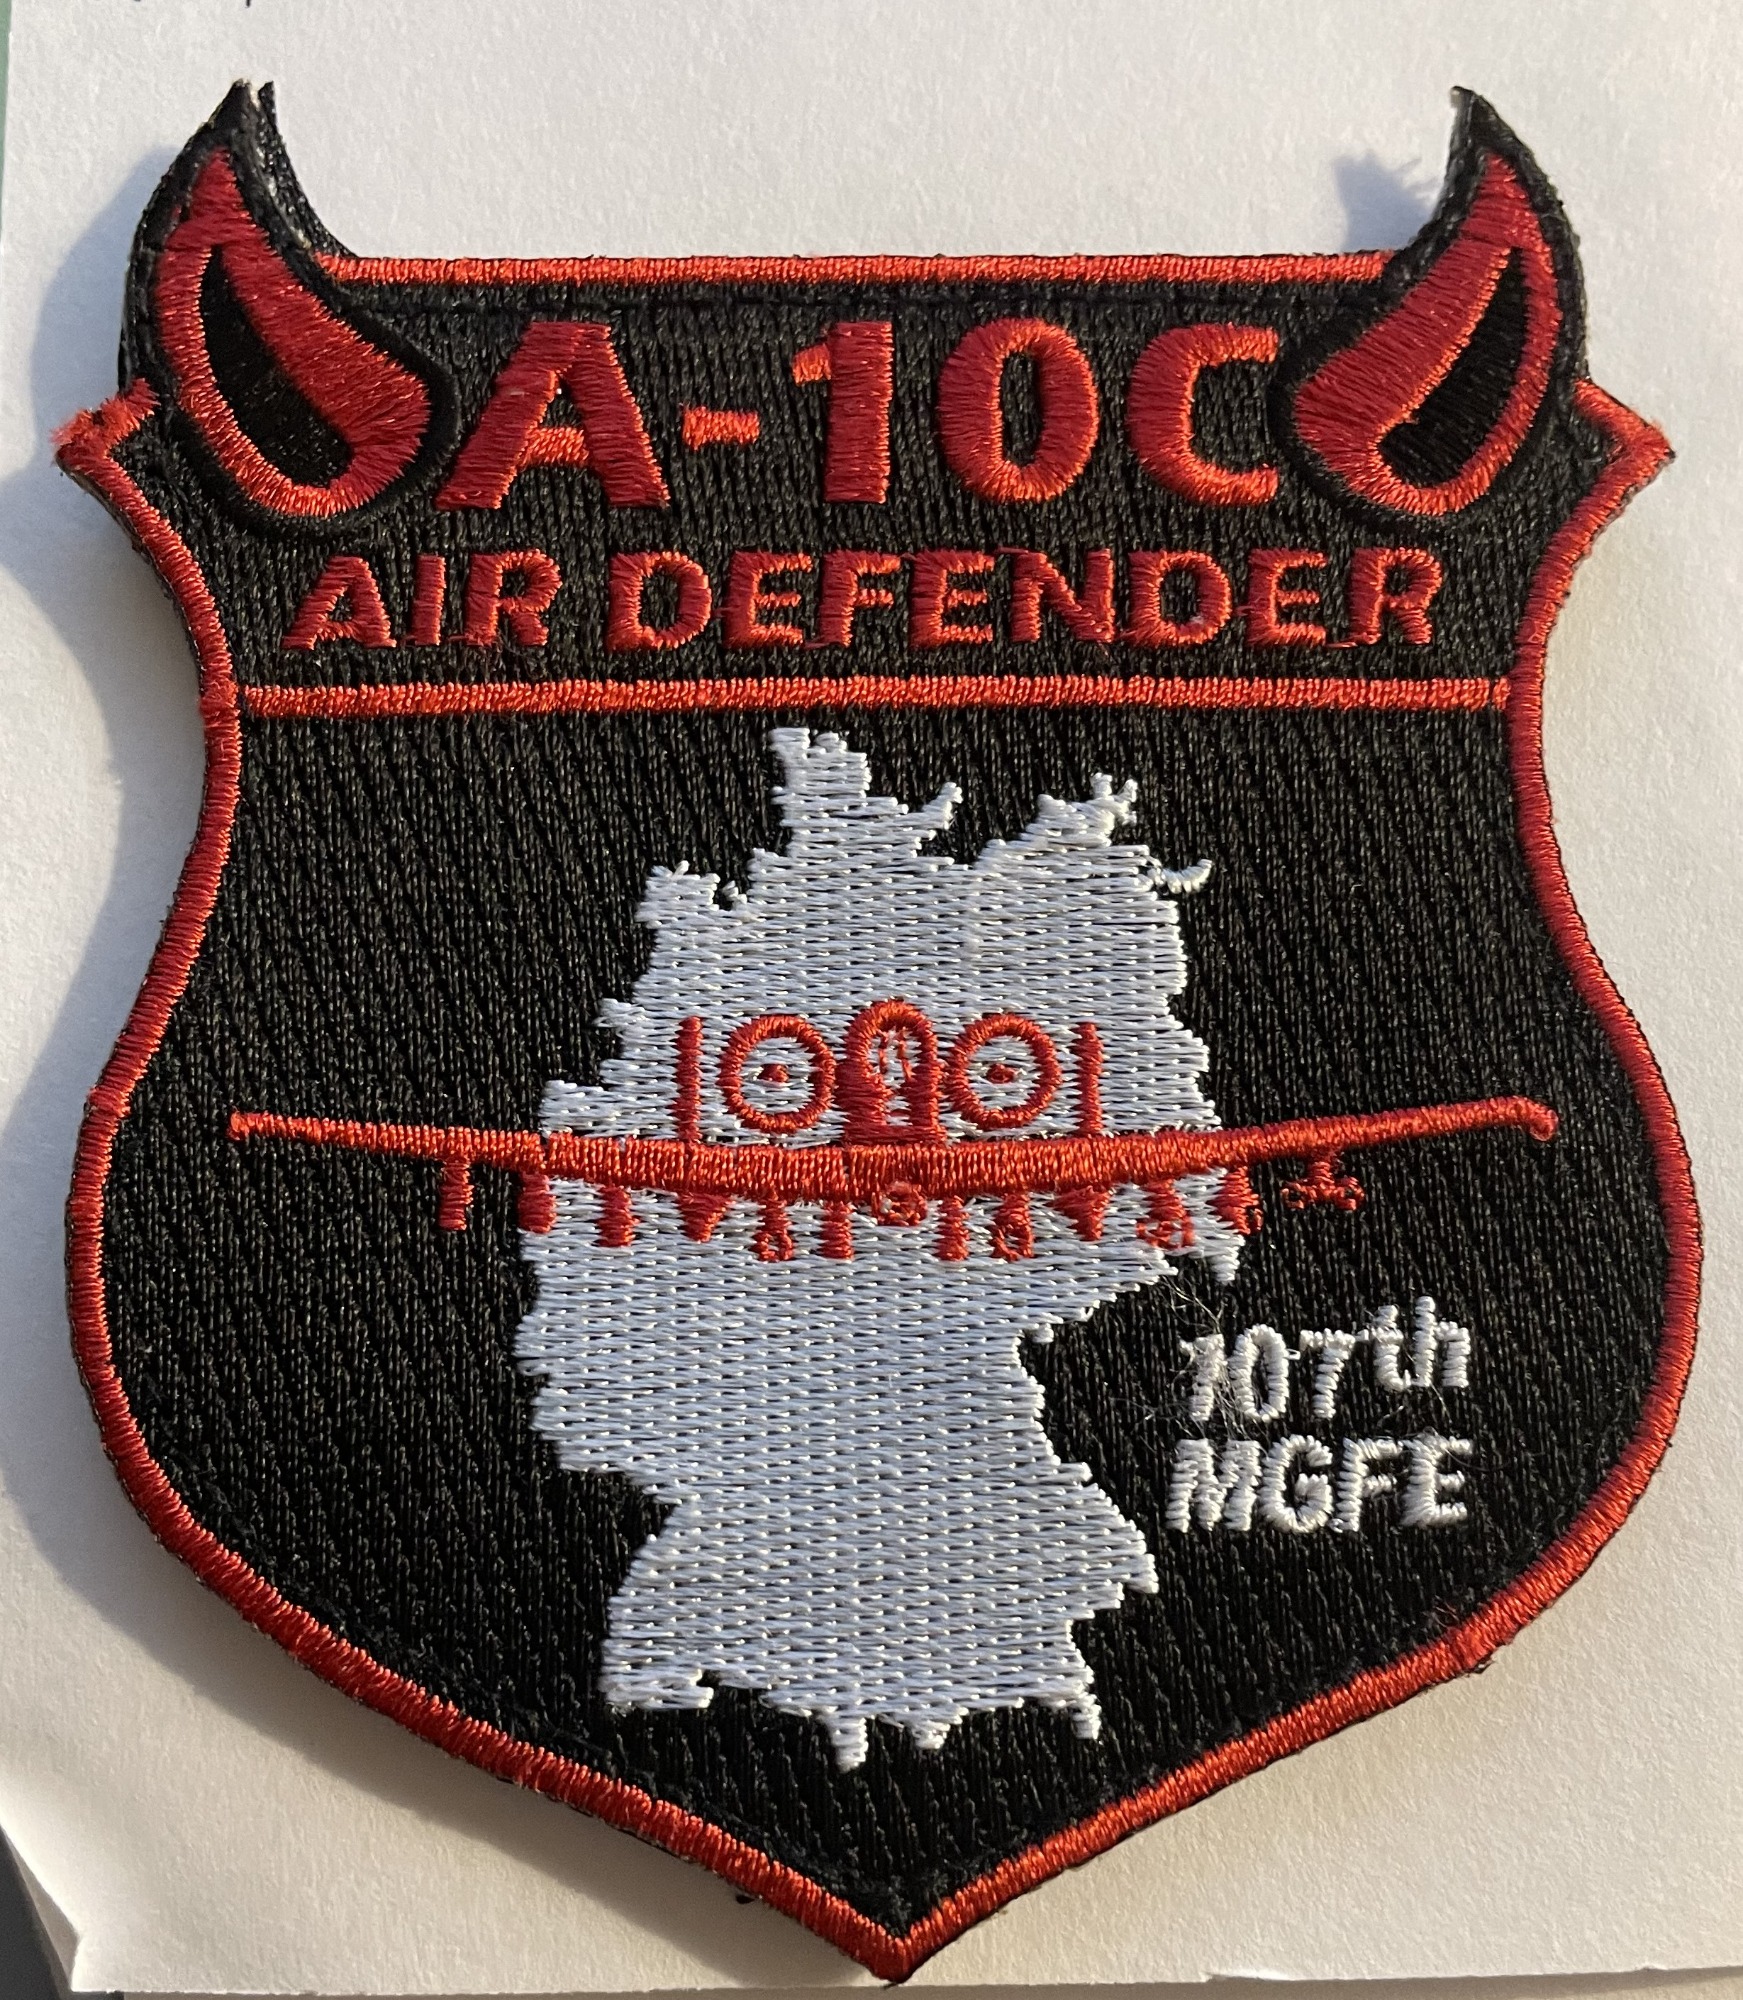 A-10C
AIR DEFENDER
107th
MGFE